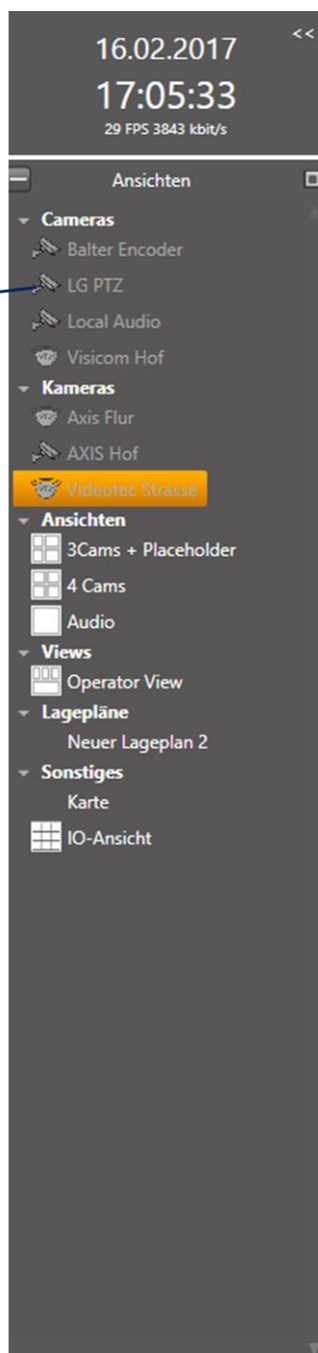 <<
16.02.2017
17:05:33
29 FPS 3843 kbit/s
Ansichten
Cameras
Balter Encoder
LG PTZ
Local Audio
Visicom Hof
Kameras
Axis Flur
AXIS Hof
Videotec Strasse
Ansichten
3Cams + Placeholder
4 Cams
Audio
Views
Operator View
Lagepläne
Neuer Lageplan 2
Sonstiges
Karte
IO-Ansicht